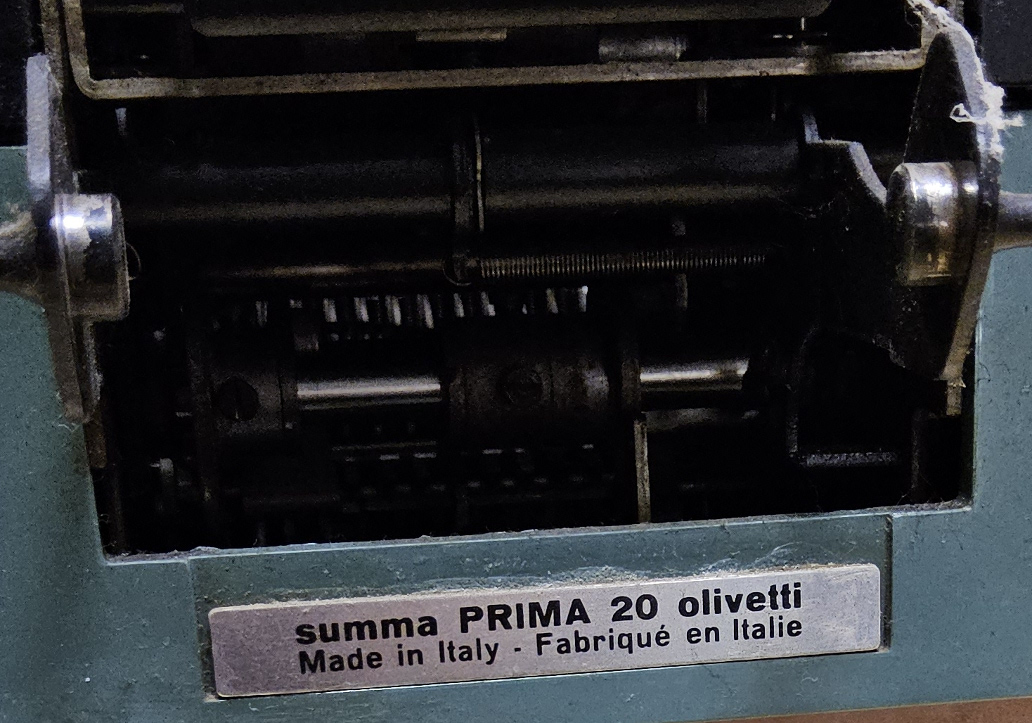 summa PRIMA 20 olivetti
Made in Italy - Fabriqué en Italie